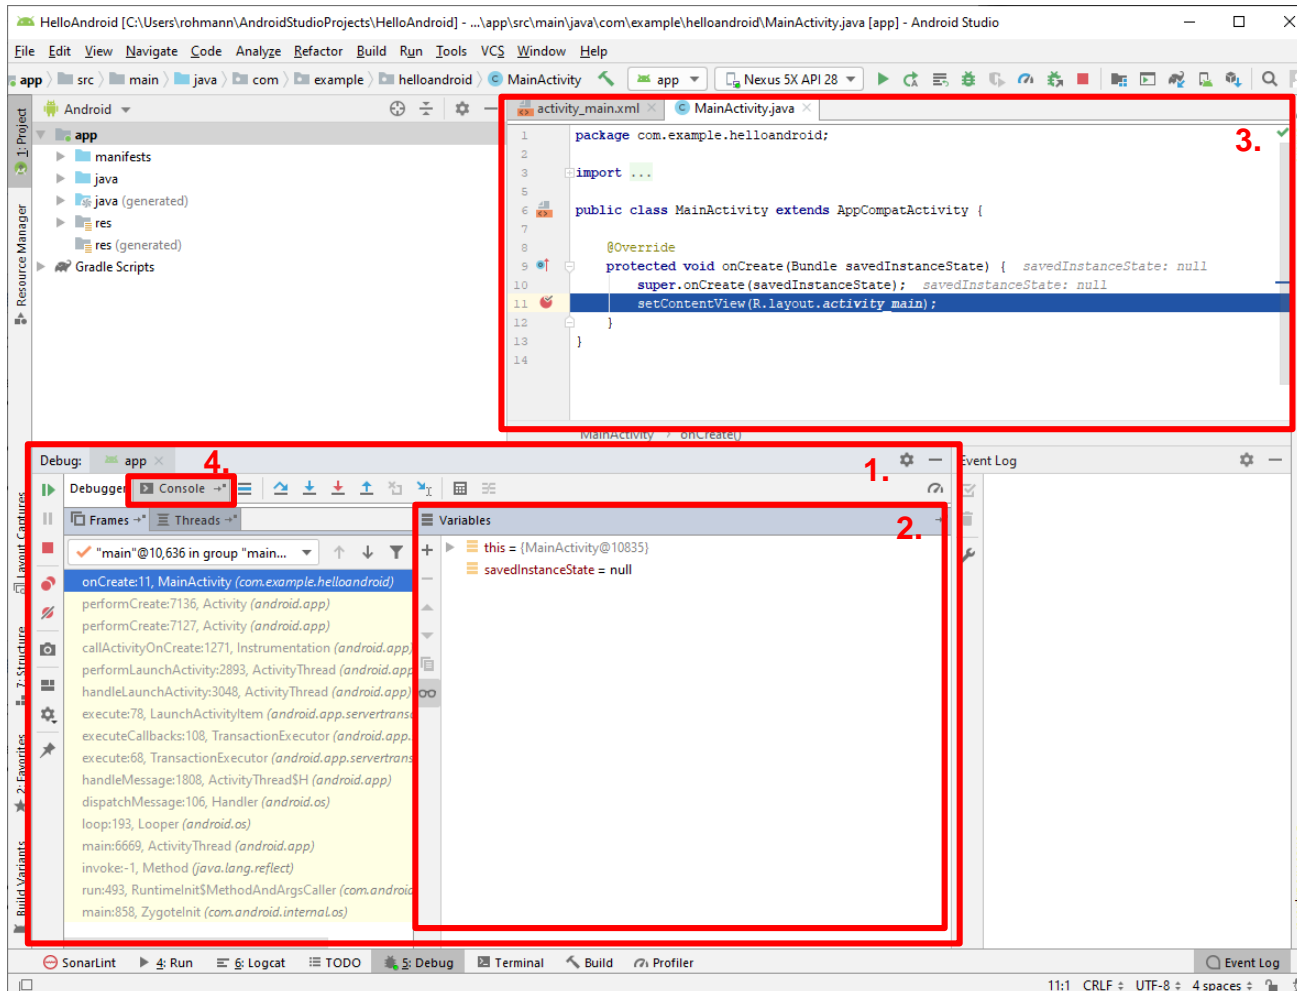 HelloAndroid [C:\Users\rohmann\AndroidStudioProjects\HelloAndroid] - ...\app\src\main\java\com\example\helloandroid\MainActivity.java [app] - Android Studio
File Edit View Navigate Code Analyze Refactor Build Run Tools VCS Window Help
app src main java com example helloandroid MainActivity app Nexus 5X API 28
1: Project
Resource Manager
Layout Captures
7: Structure
2: Favorites
Build Variants
Android
app
manifests
java
java (generated)
res
res (generated)
Gradle Scripts
activity_main.xml MainActivity.java
3.
1 package com.example.helloandroid;
2
3 import ...
5
6 public class MainActivity extends AppCompatActivity {
7
8 @Override
9 protected void onCreate(Bundle savedInstanceState) { savedInstanceState: null
10 super.onCreate(savedInstanceState); savedInstanceState: null
11 setContentView(R.layout.activity_main);
12 }
13 }
14
MainActivity > onCreate()
Debug: app
4.
1.
Debugger Console
Frames Threads
"main"@10,636 in group "main...
onCreate:11, MainActivity (com.example.helloandroid)
performCreate:7136, Activity (android.app)
performCreate:7127, Activity (android.app)
callActivityOnCreate:1271, Instrumentation (android.app)
performLaunchActivity:2893, ActivityThread (android.app
handleLaunchActivity:3048, ActivityThread (android.app)
execute:78, LaunchActivityItem (android.app.servertransa
executeCallbacks:108, TransactionExecutor (android.app.
execute:68, TransactionExecutor (android.app.servertrans
handleMessage:1808, ActivityThread$H (android.app)
dispatchMessage:106, Handler (android.os)
loop:193, Looper (android.os)
main:6669, ActivityThread (android.app)
invoke:-1, Method (java.lang.reflect)
run:493, RuntimeInit$MethodAndArgsCaller (com.android
main:858, ZygoteInit (com.android.internal.os)
Variables
2.
this = {MainActivity@10835}
savedInstanceState = null
Event Log
SonarLint 4: Run 6: Logcat TODO 5: Debug Terminal Build Profiler Event Log
11:1 CRLF UTF-8 4 spaces